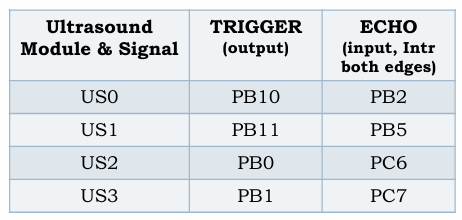 Ultrasound TRIGGER ECHO
Module & Signal (output) (input, Intr
both edges)
US0 PB10 PB2
US1 PB11 PB5
US2 PB0 PC6
US3 PB1 PC7